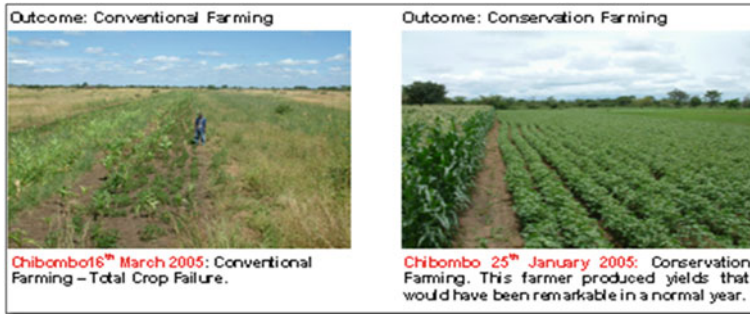 Outcome: Conventional Farming
Chibombo16th March 2005: Conventional
Farming – Total Crop Failure.
Outcome: Conservation Farming
Chibombo 25th January 2005: Conservation
Farming. This farmer produced yields that
would have been remarkable in a normal year.